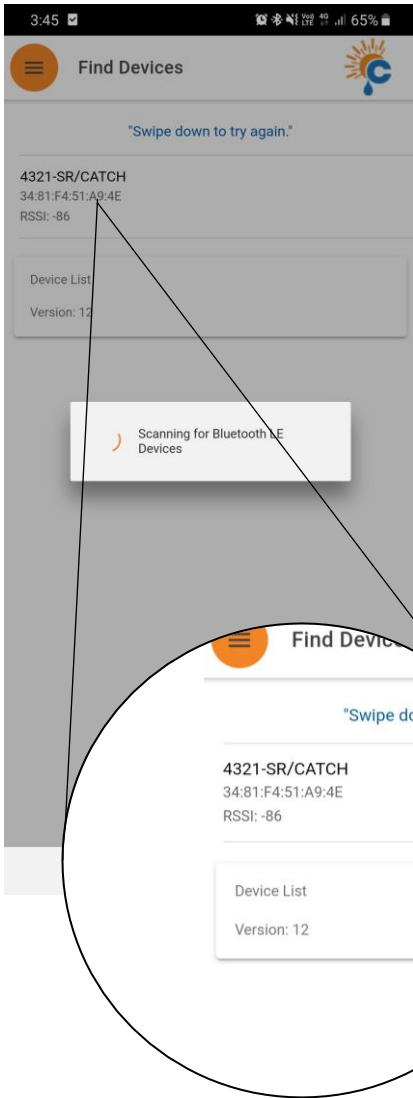 3:45 65%
Find Devices
"Swipe down to try again."
4321-SR/CATCH
34:81:F4:51:A9:4E
RSSI: -86
Device List
Version: 12
Scanning for Bluetooth LE
Devices
Find Devices
"Swipe do
4321-SR/CATCH
34:81:F4:51:A9:4E
RSSI: -86
Device List
Version: 12